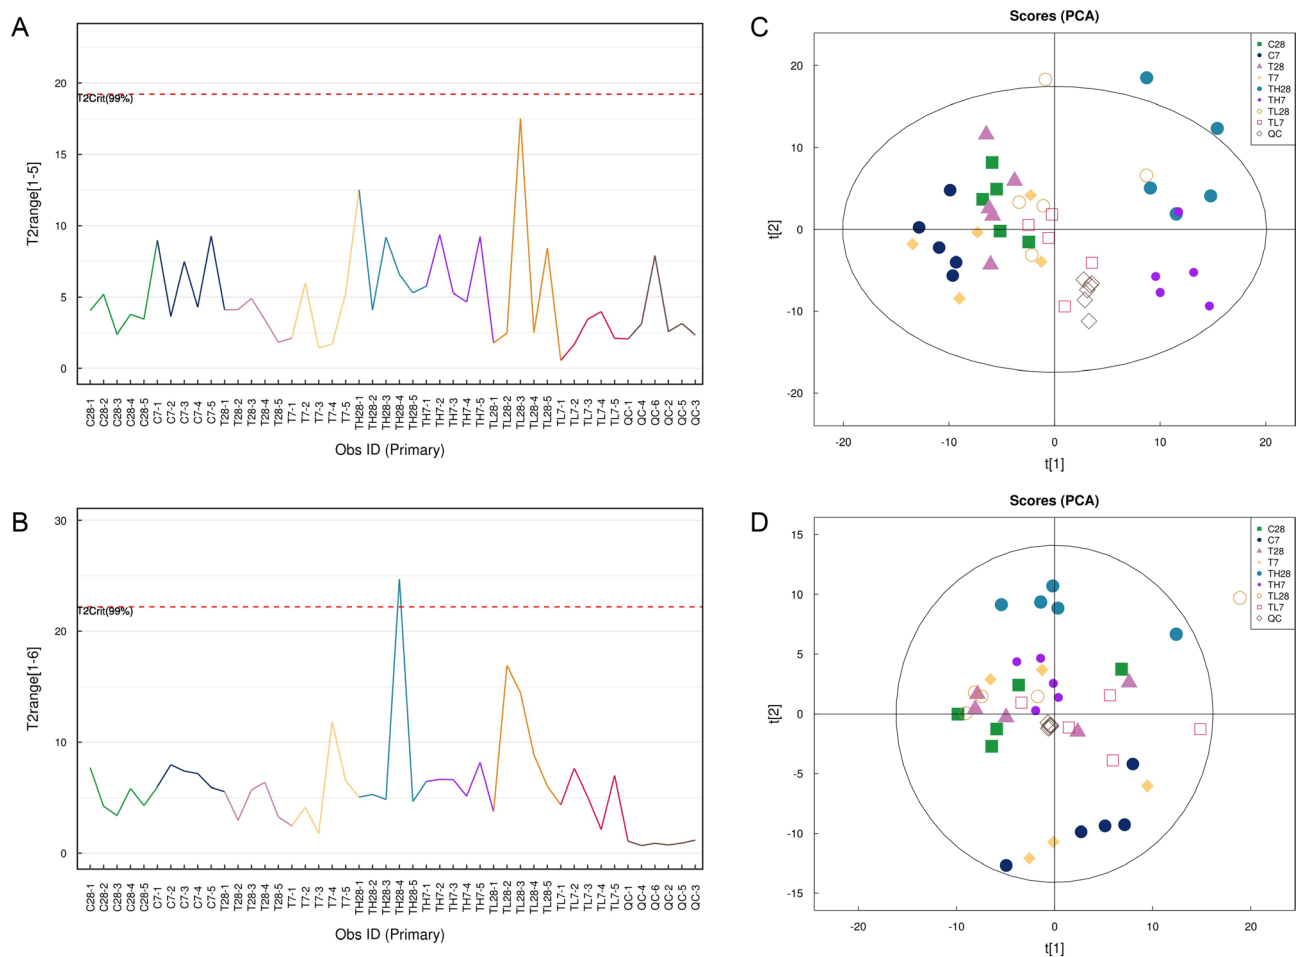 A
T2range[1-5]
20
15
10
5
0
T2Crit(99%)
C28-1
C28-2
C28-3
C28-4
C28-5
C7-1
C7-2
C7-3
C7-4
C7-5
T28-1
T28-2
T28-3
T28-4
T28-5
T7-1
T7-2
T7-3
T7-4
T7-5
TH28-1
TH28-2
TH28-3
TH28-4
TH28-5
TH7-1
TH7-2
TH7-3
TH7-4
TH7-5
TL28-1
TL28-2
TL28-3
TL28-4
TL28-5
TL7-1
TL7-2
TL7-3
TL7-4
TL7-5
QC-1
QC-4
QC-6
QC-2
QC-5
QC-3
Obs ID (Primary)
C
Scores (PCA)
t[2]
20
10
0
-10
-20
-20
-10
0
10
20
t[1]
C28
C7
T28
T7
TH28
TH7
TL28
TL7
QC
B
T2range[1-6]
30
20
10
0
T2Crit(99%)
C28-1
C28-2
C28-3
C28-4
C28-5
C7-1
C7-2
C7-3
C7-4
C7-5
T28-1
T28-2
T28-3
T28-4
T28-5
T7-1
T7-2
T7-3
T7-4
T7-5
TH28-1
TH28-2
TH28-3
TH28-4
TH28-5
TH7-1
TH7-2
TH7-3
TH7-4
TH7-5
TL28-1
TL28-2
TL28-3
TL28-4
TL28-5
TL7-1
TL7-2
TL7-3
TL7-4
TL7-5
QC-1
QC-4
QC-6
QC-2
QC-5
QC-3
Obs ID (Primary)
D
Scores (PCA)
t[2]
15
10
5
0
-5
-10
-15
-20
-10
0
10
20
t[1]
C28
C7
T28
T7
TH28
TH7
TL28
TL7
QC